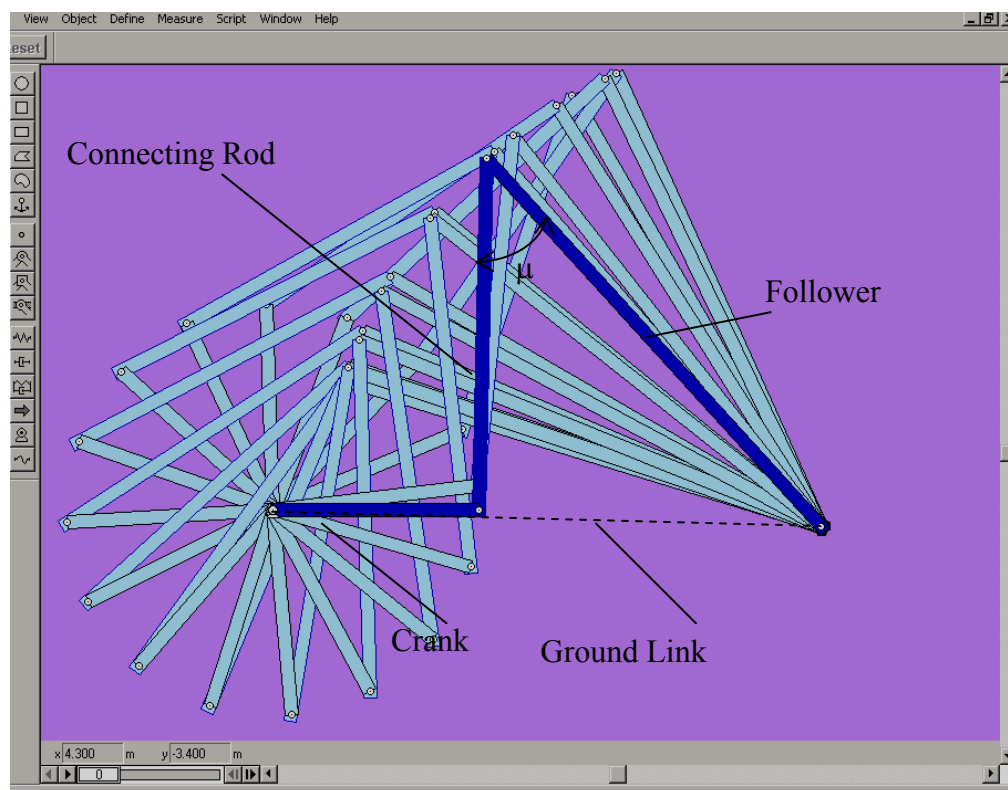 View Object Define Measure Script Window Help
eset
Connecting Rod
μ
Follower
Crank
Ground Link
x 4.300 m y -3.400 m
0